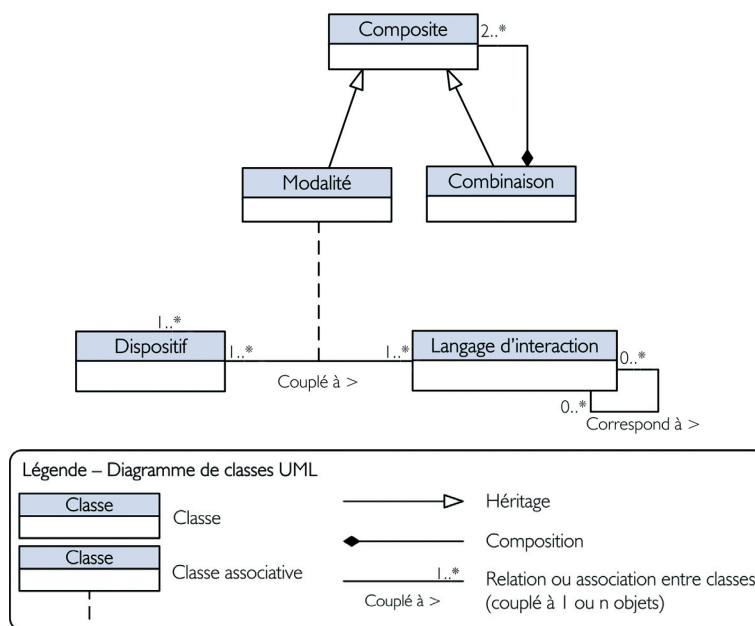 Composite
2..*
Modalité
Combinaison
1..*
Dispositif
1..*
1..*
Langage d'interaction
0..*
Couplé à >
0..*
Correspond à >
Légende – Diagramme de classes UML
Classe
Classe
Héritage
Classe
Classe associative
Composition
1..*
Couplé à >
Relation ou association entre classes
(couplé à 1 ou n objets)